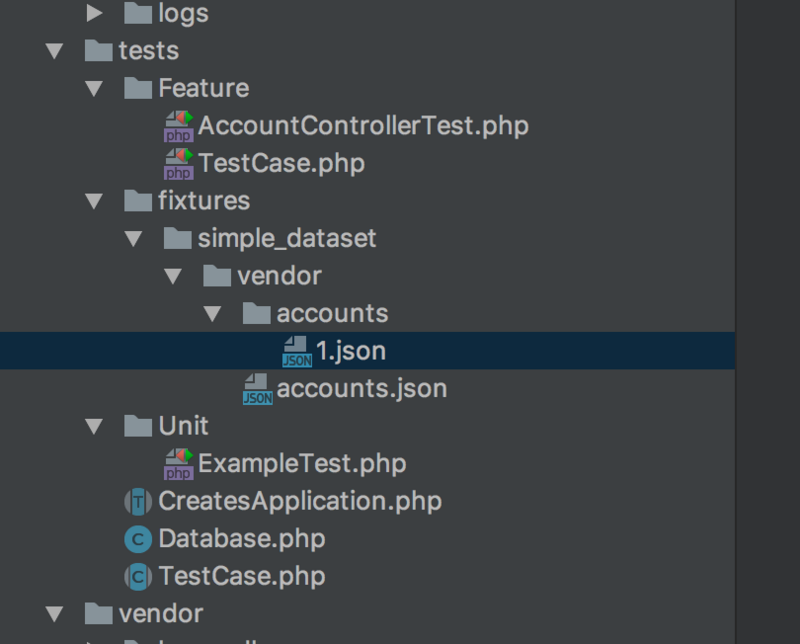 logs
tests
Feature
php AccountControllerTest.php
php TestCase.php
fixtures
simple_dataset
vendor
accounts
JSON 1.json
JSON accounts.json
Unit
php ExampleTest.php
T CreatesApplication.php
C Database.php
C TestCase.php
vendor